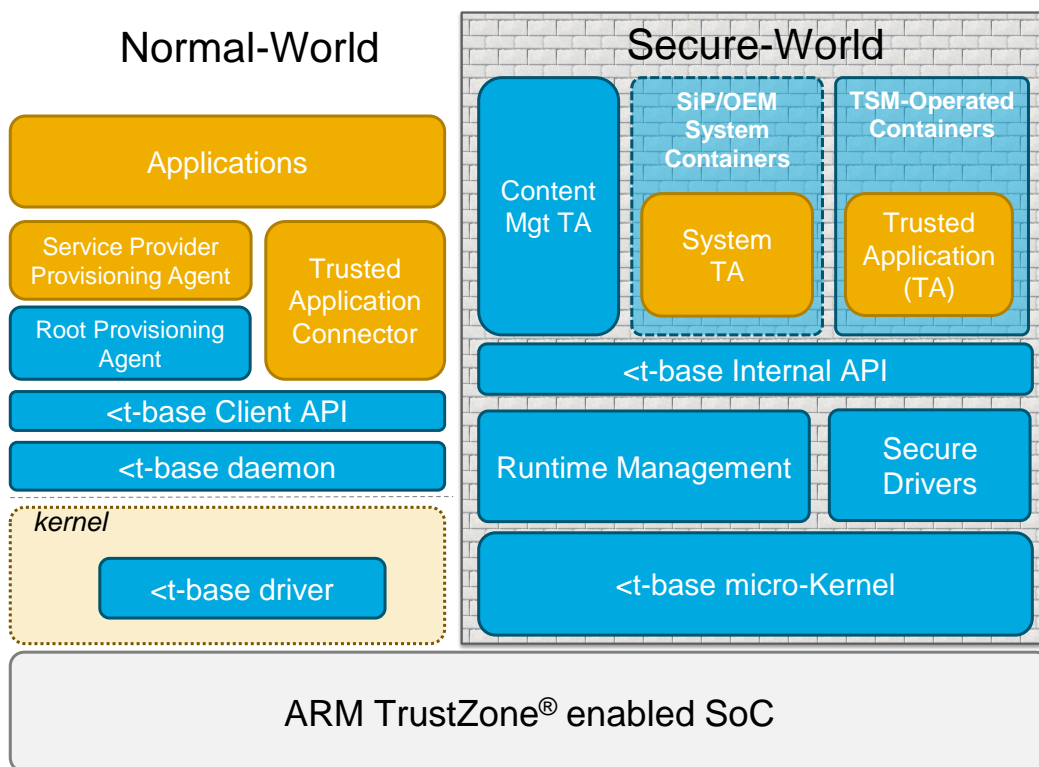 Normal-World
Applications
Service Provider
Provisioning Agent
Root Provisioning
Agent
Trusted
Application
Connector
<t-base Client API
<t-base daemon
kernel
<t-base driver
Secure-World
Content
Mgt TA
SiP/OEM
System
Containers
System
TA
TSM-Operated
Containers
Trusted
Application
(TA)
<t-base Internal API
Runtime Management
Secure
Drivers
<t-base micro-Kernel
ARM TrustZone® enabled SoC